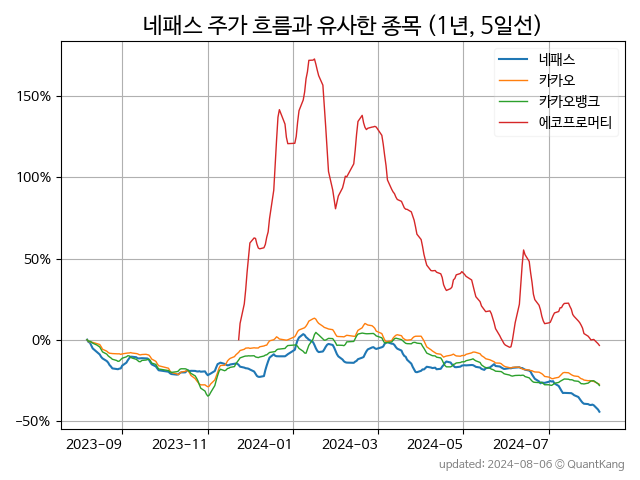 네패스 주가 흐름과 유사한 종목 (1년, 5일선)
네패스
카카오
카카오뱅크
에코프로머티
150%
100%
50%
0%
−50%
2023-09 2023-11 2024-01 2024-03 2024-05 2024-07
updated: 2024-08-06 © QuantKang